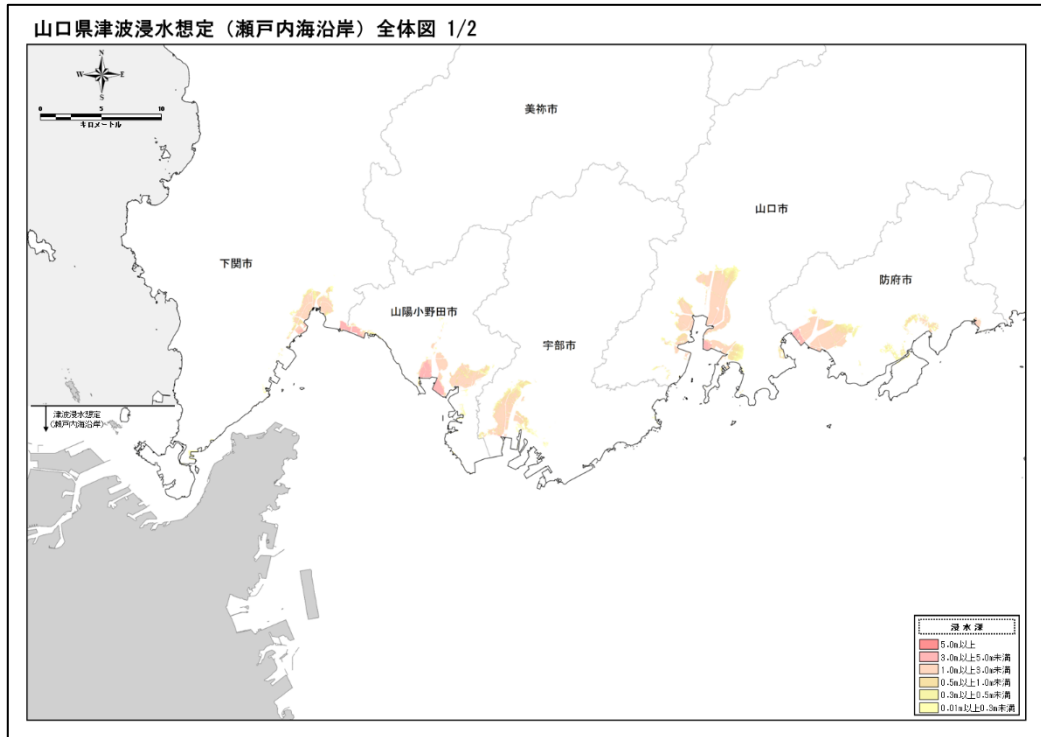 山口県津波浸水想定（瀬戸内海沿岸）全体図 1/2
N
W E
S
0 5 10
キロメートル
美祢市
山口市
下関市
防府市
山陽小野田市
宇部市
津波浸水想定
(瀬戸内海沿岸)
浸水深
5.0m以上
3.0m以上5.0m未満
1.0m以上3.0m未満
0.5m以上1.0m未満
0.3m以上0.5m未満
0.01m以上0.3m未満